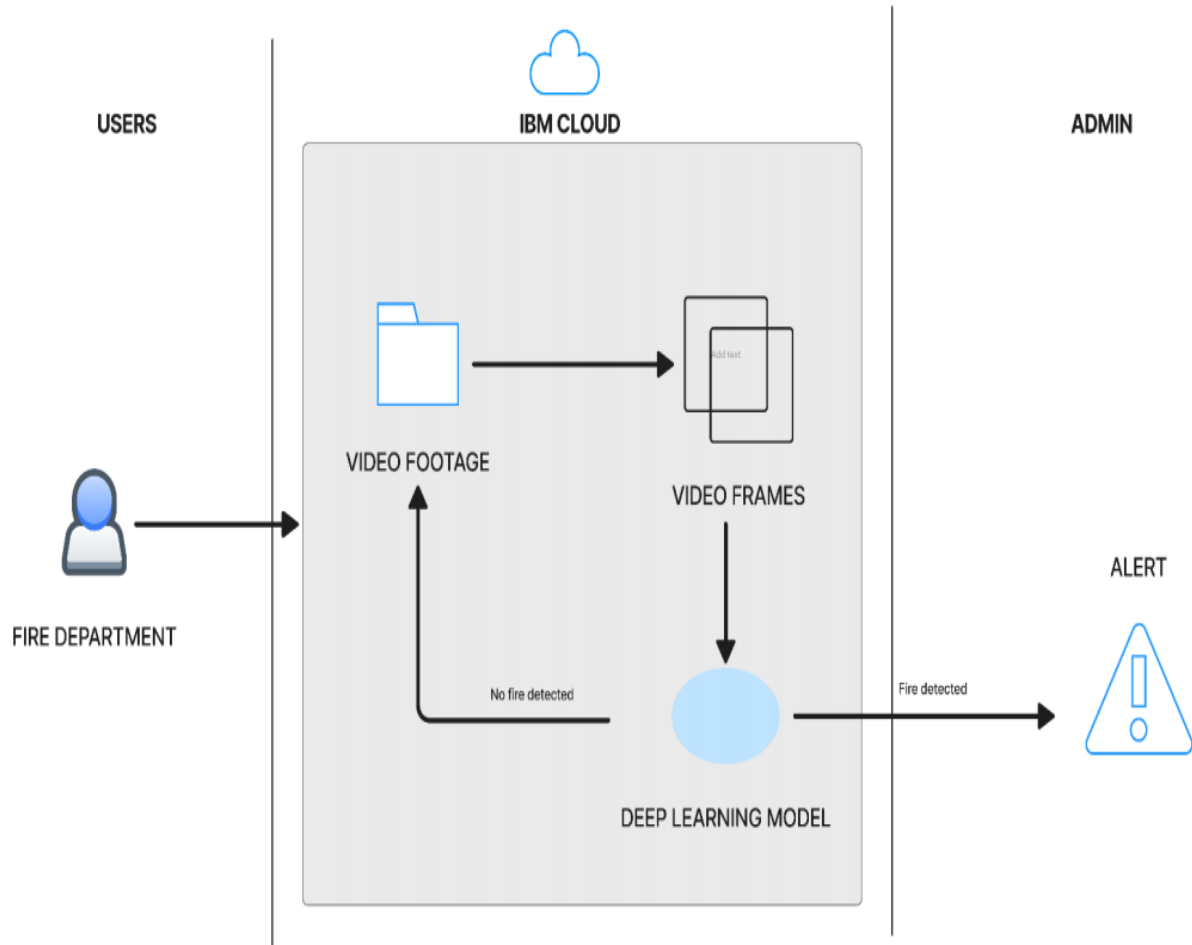 USERS
IBM CLOUD
ADMIN
Add text
VIDEO FOOTAGE
VIDEO FRAMES
FIRE DEPARTMENT
ALERT
No fire detected
Fire detected
DEEP LEARNING MODEL